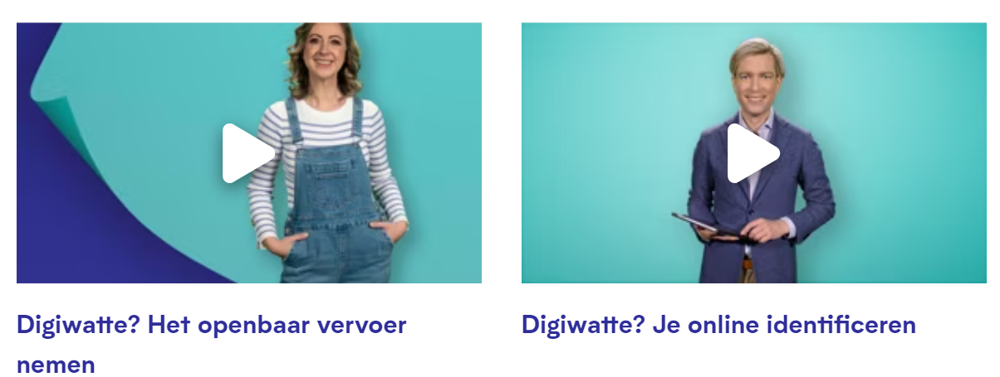 Digiwatte? Het openbaar vervoer
nemen
Digiwatte? Je online identificeren